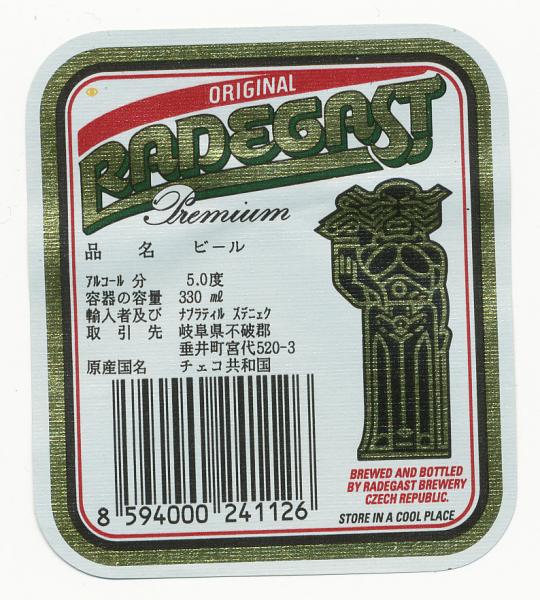 ORIGINAL
RADEGAST
Premium
品 名 ビール
アルコール 分 5.0度
容器の容量 330 ㎖
輸入者及び ナブラティル ズデニェク
取引先 岐阜県不破郡
垂井町宮代520-3
原産国名 チェコ共和国
8 594000 241126
BREWED AND BOTTLED
BY RADEGAST BREWERY
CZECH REPUBLIC.
STORE IN A COOL PLACE